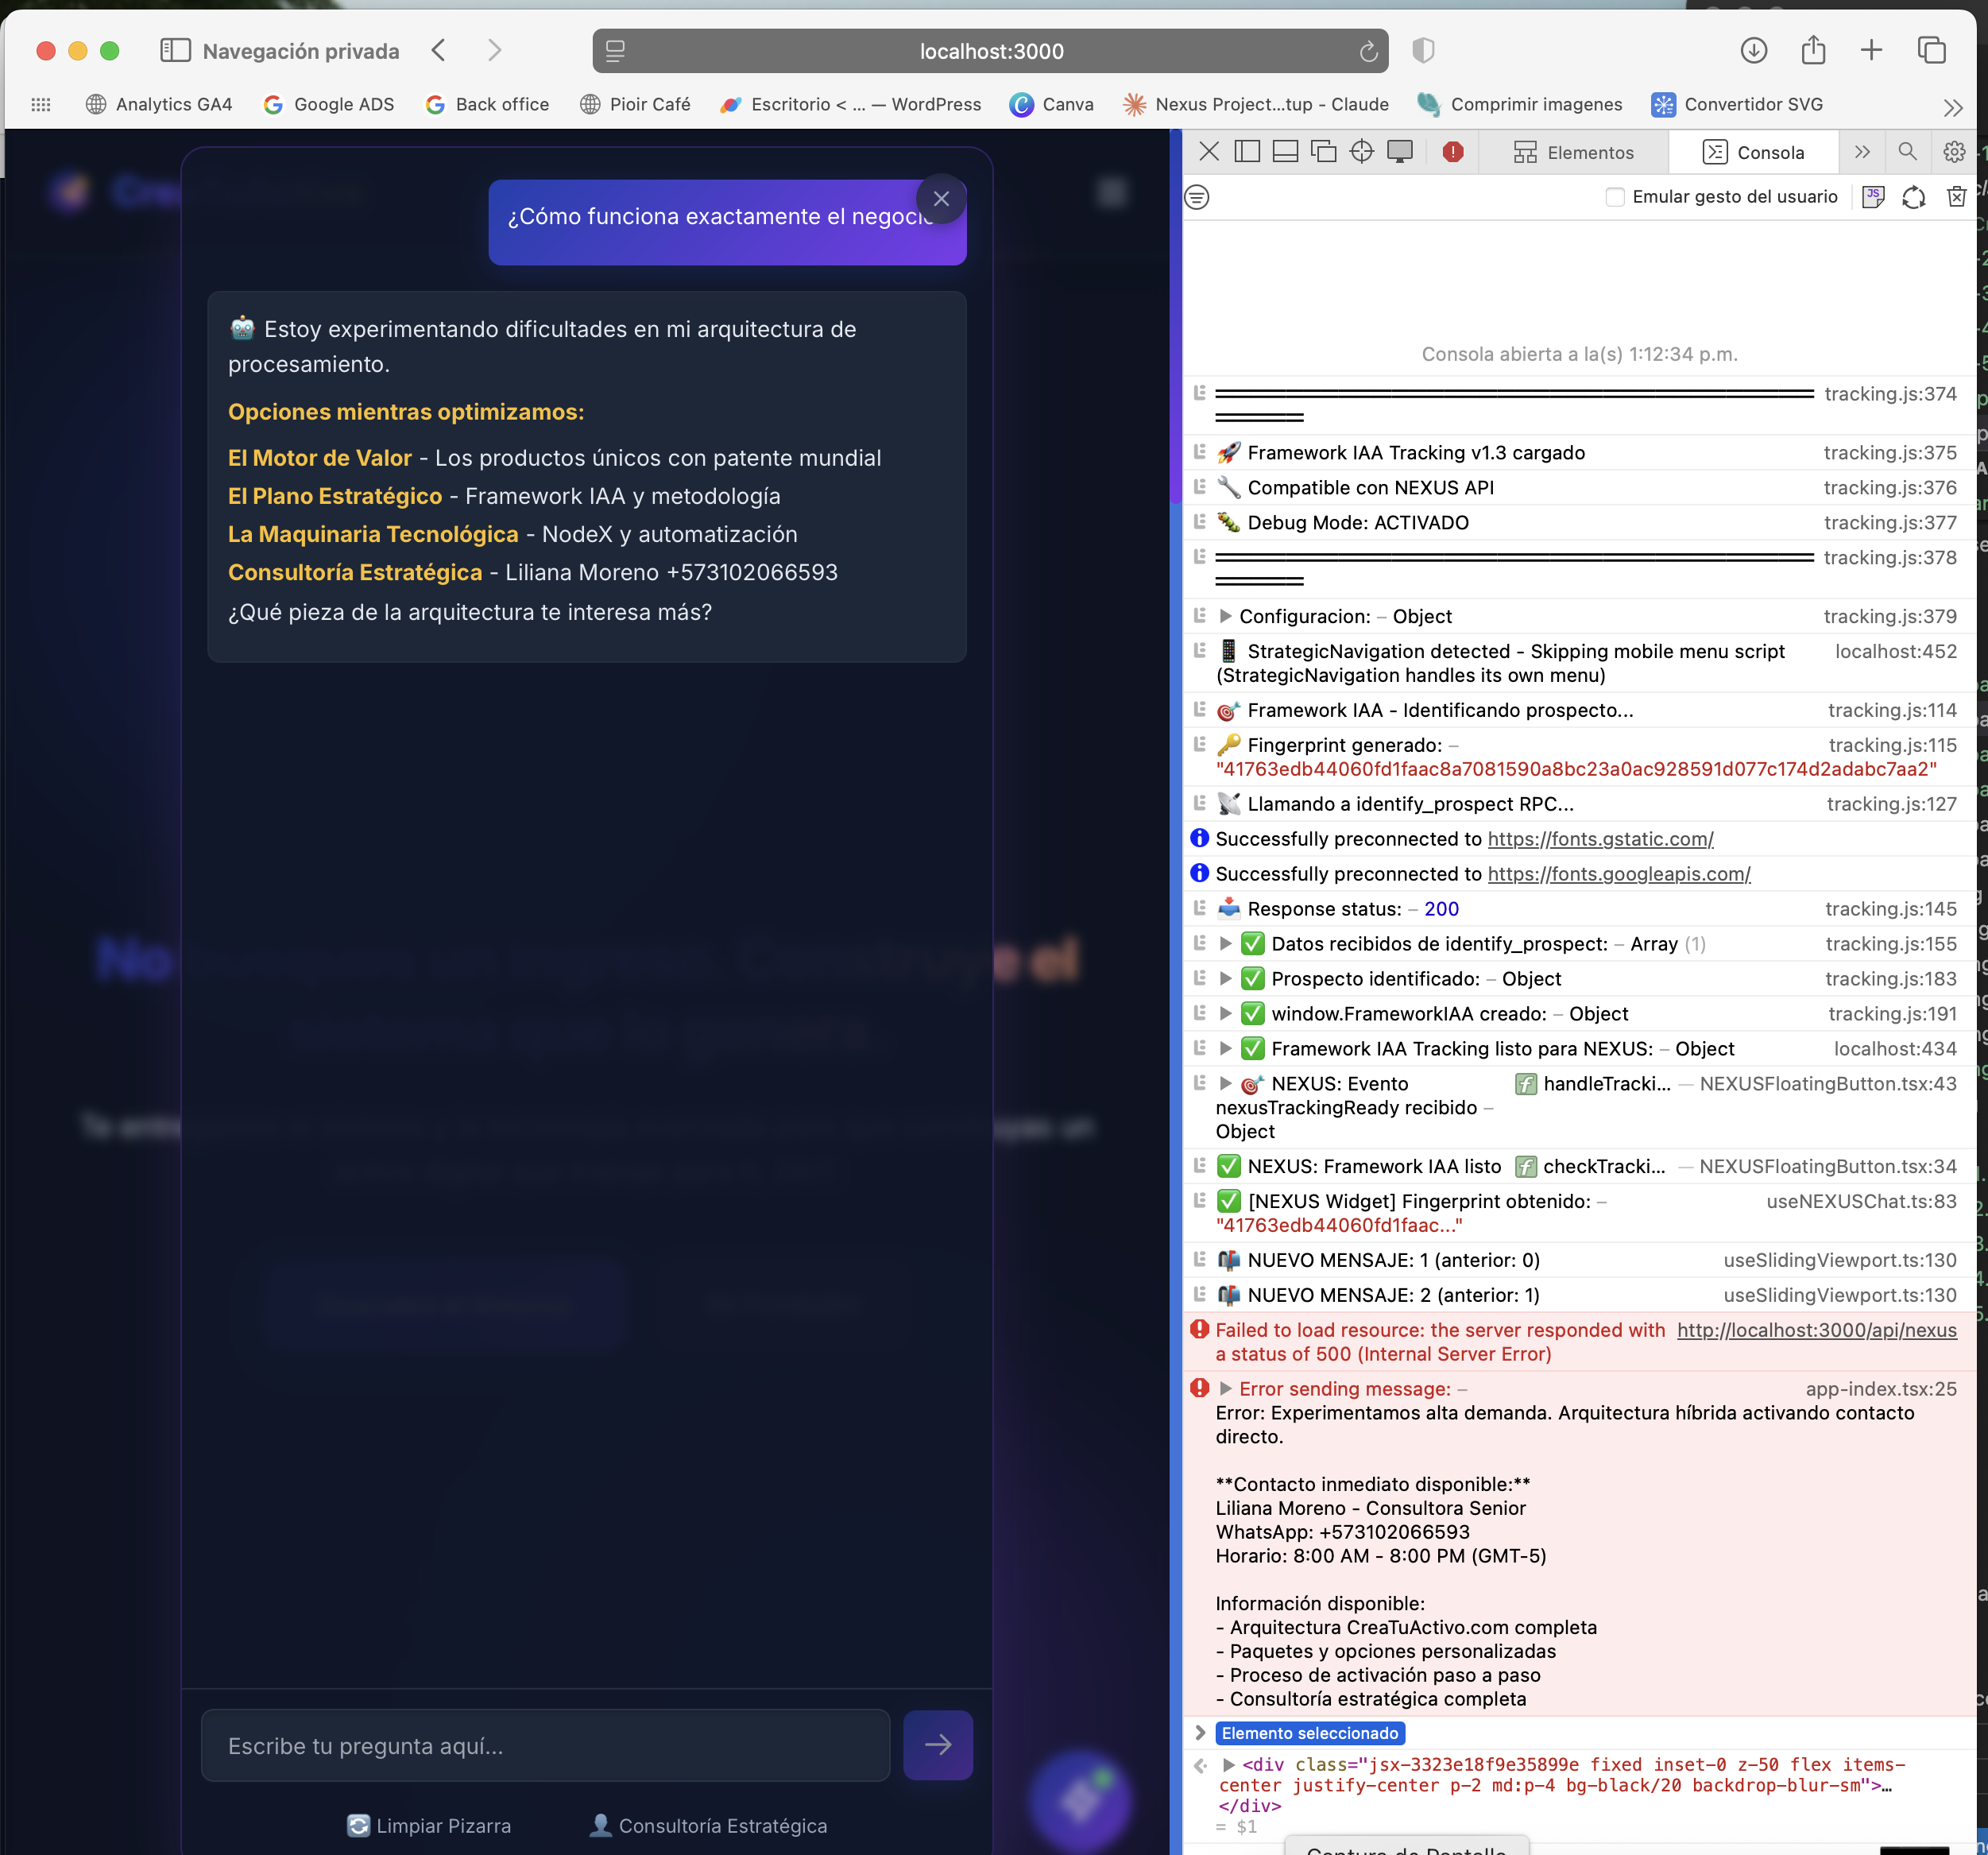 Navegación privada
localhost:3000
Analytics GA4
Google ADS
Back office
Pioir Café
Escritorio < ... — WordPress
Canva
Nexus Project...tup - Claude
Comprimir imagenes
Convertidor SVG
¿Cómo funciona exactamente el negocio
🤖 Estoy experimentando dificultades en mi arquitectura de
procesamiento.
Opciones mientras optimizamos:
El Motor de Valor - Los productos únicos con patente mundial
El Plano Estratégico - Framework IAA y metodología
La Maquinaria Tecnológica - NodeX y automatización
Consultoría Estratégica - Liliana Moreno +573102066593
¿Qué pieza de la arquitectura te interesa más?
No
e el
Escribe tu pregunta aquí...
Limpiar Pizarra
Consultoría Estratégica
Elementos
Consola
Emular gesto del usuario
Consola abierta a la(s) 1:12:34 p.m.
tracking.js:374
🚀 Framework IAA Tracking v1.3 cargado tracking.js:375
🔧 Compatible con NEXUS API tracking.js:376
🐛 Debug Mode: ACTIVADO tracking.js:377
tracking.js:378
Configuracion: – Object tracking.js:379
📱 StrategicNavigation detected - Skipping mobile menu script localhost:452
(StrategicNavigation handles its own menu)
🎯 Framework IAA - Identificando prospecto... tracking.js:114
🔑 Fingerprint generado: – tracking.js:115
"41763edb44060fd1faac8a7081590a8bc23a0ac928591d077c174d2adabc7aa2"
📡 Llamando a identify_prospect RPC... tracking.js:127
Successfully preconnected to https://fonts.gstatic.com/
Successfully preconnected to https://fonts.googleapis.com/
📥 Response status: – 200 tracking.js:145
✅ Datos recibidos de identify_prospect: – Array (1) tracking.js:155
✅ Prospecto identificado: – Object tracking.js:183
✅ window.FrameworkIAA creado: – Object tracking.js:191
✅ Framework IAA Tracking listo para NEXUS: – Object localhost:434
🎯 NEXUS: Evento f handleTracki... — NEXUSFloatingButton.tsx:43
nexusTrackingReady recibido –
Object
✅ NEXUS: Framework IAA listo f checkTracki... — NEXUSFloatingButton.tsx:34
✅ [NEXUS Widget] Fingerprint obtenido: – useNEXUSChat.ts:83
"41763edb44060fd1faac..."
📬 NUEVO MENSAJE: 1 (anterior: 0) useSlidingViewport.ts:130
📬 NUEVO MENSAJE: 2 (anterior: 1) useSlidingViewport.ts:130
Failed to load resource: the server responded with http://localhost:3000/api/nexus
a status of 500 (Internal Server Error)
Error sending message: – app-index.tsx:25
Error: Experimentamos alta demanda. Arquitectura híbrida activando contacto
directo.
**Contacto inmediato disponible:**
Liliana Moreno - Consultora Senior
WhatsApp: +573102066593
Horario: 8:00 AM - 8:00 PM (GMT-5)
Información disponible:
- Arquitectura CreaTuActivo.com completa
- Paquetes y opciones personalizadas
- Proceso de activación paso a paso
- Consultoría estratégica completa
Elemento seleccionado
<div class="jsx-3323e18f9e35899e fixed inset-0 z-50 flex items-
center justify-center p-2 md:p-4 bg-black/20 backdrop-blur-sm">…
</div>
= $1